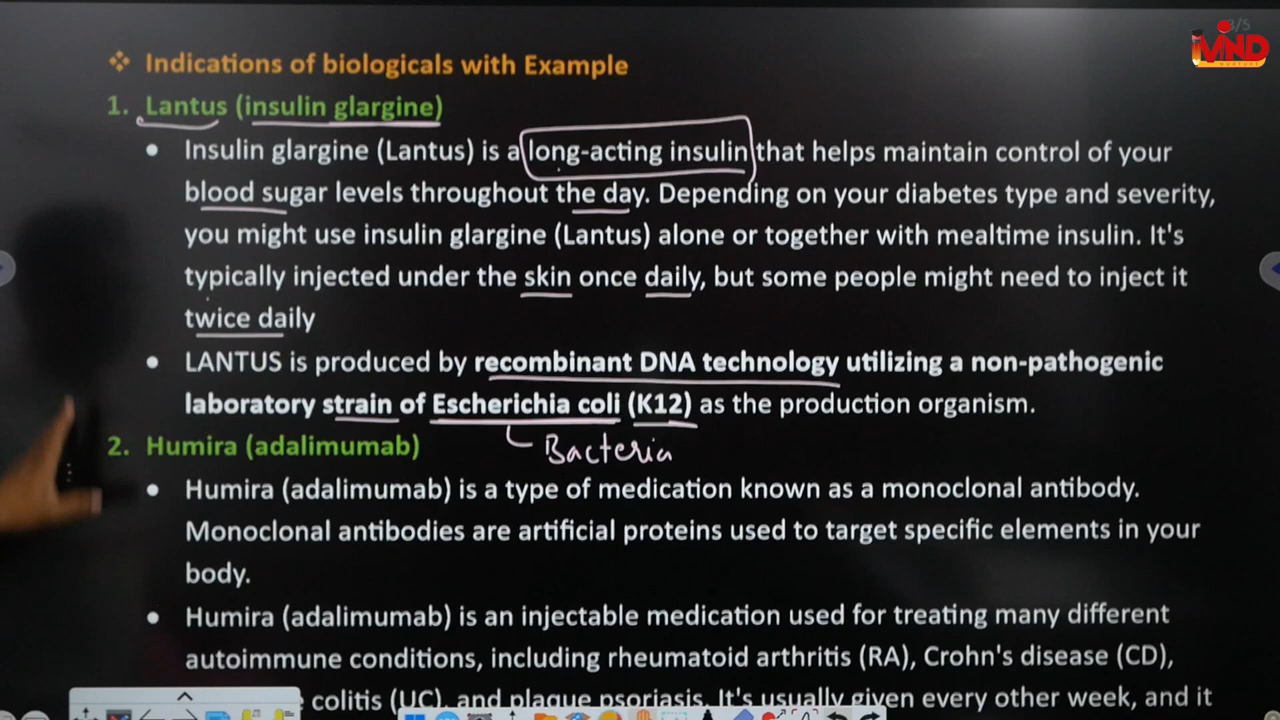 3/5
MIND
❖ Indications of biologicals with Example
1. Lantus (insulin glargine)
• Insulin glargine (Lantus) is a long-acting insulin that helps maintain control of your
blood sugar levels throughout the day. Depending on your diabetes type and severity,
you might use insulin glargine (Lantus) alone or together with mealtime insulin. It's
typically injected under the skin once daily, but some people might need to inject it
twice daily
• LANTUS is produced by recombinant DNA technology utilizing a non-pathogenic
laboratory strain of Escherichia coli (K12) as the production organism.
Bacteria
2. Humira (adalimumab)
• Humira (adalimumab) is a type of medication known as a monoclonal antibody.
Monoclonal antibodies are artificial proteins used to target specific elements in your
body.
• Humira (adalimumab) is an injectable medication used for treating many different
autoimmune conditions, including rheumatoid arthritis (RA), Crohn's disease (CD),
colitis (UC), and plaque psoriasis. It's usually given every other week, and it